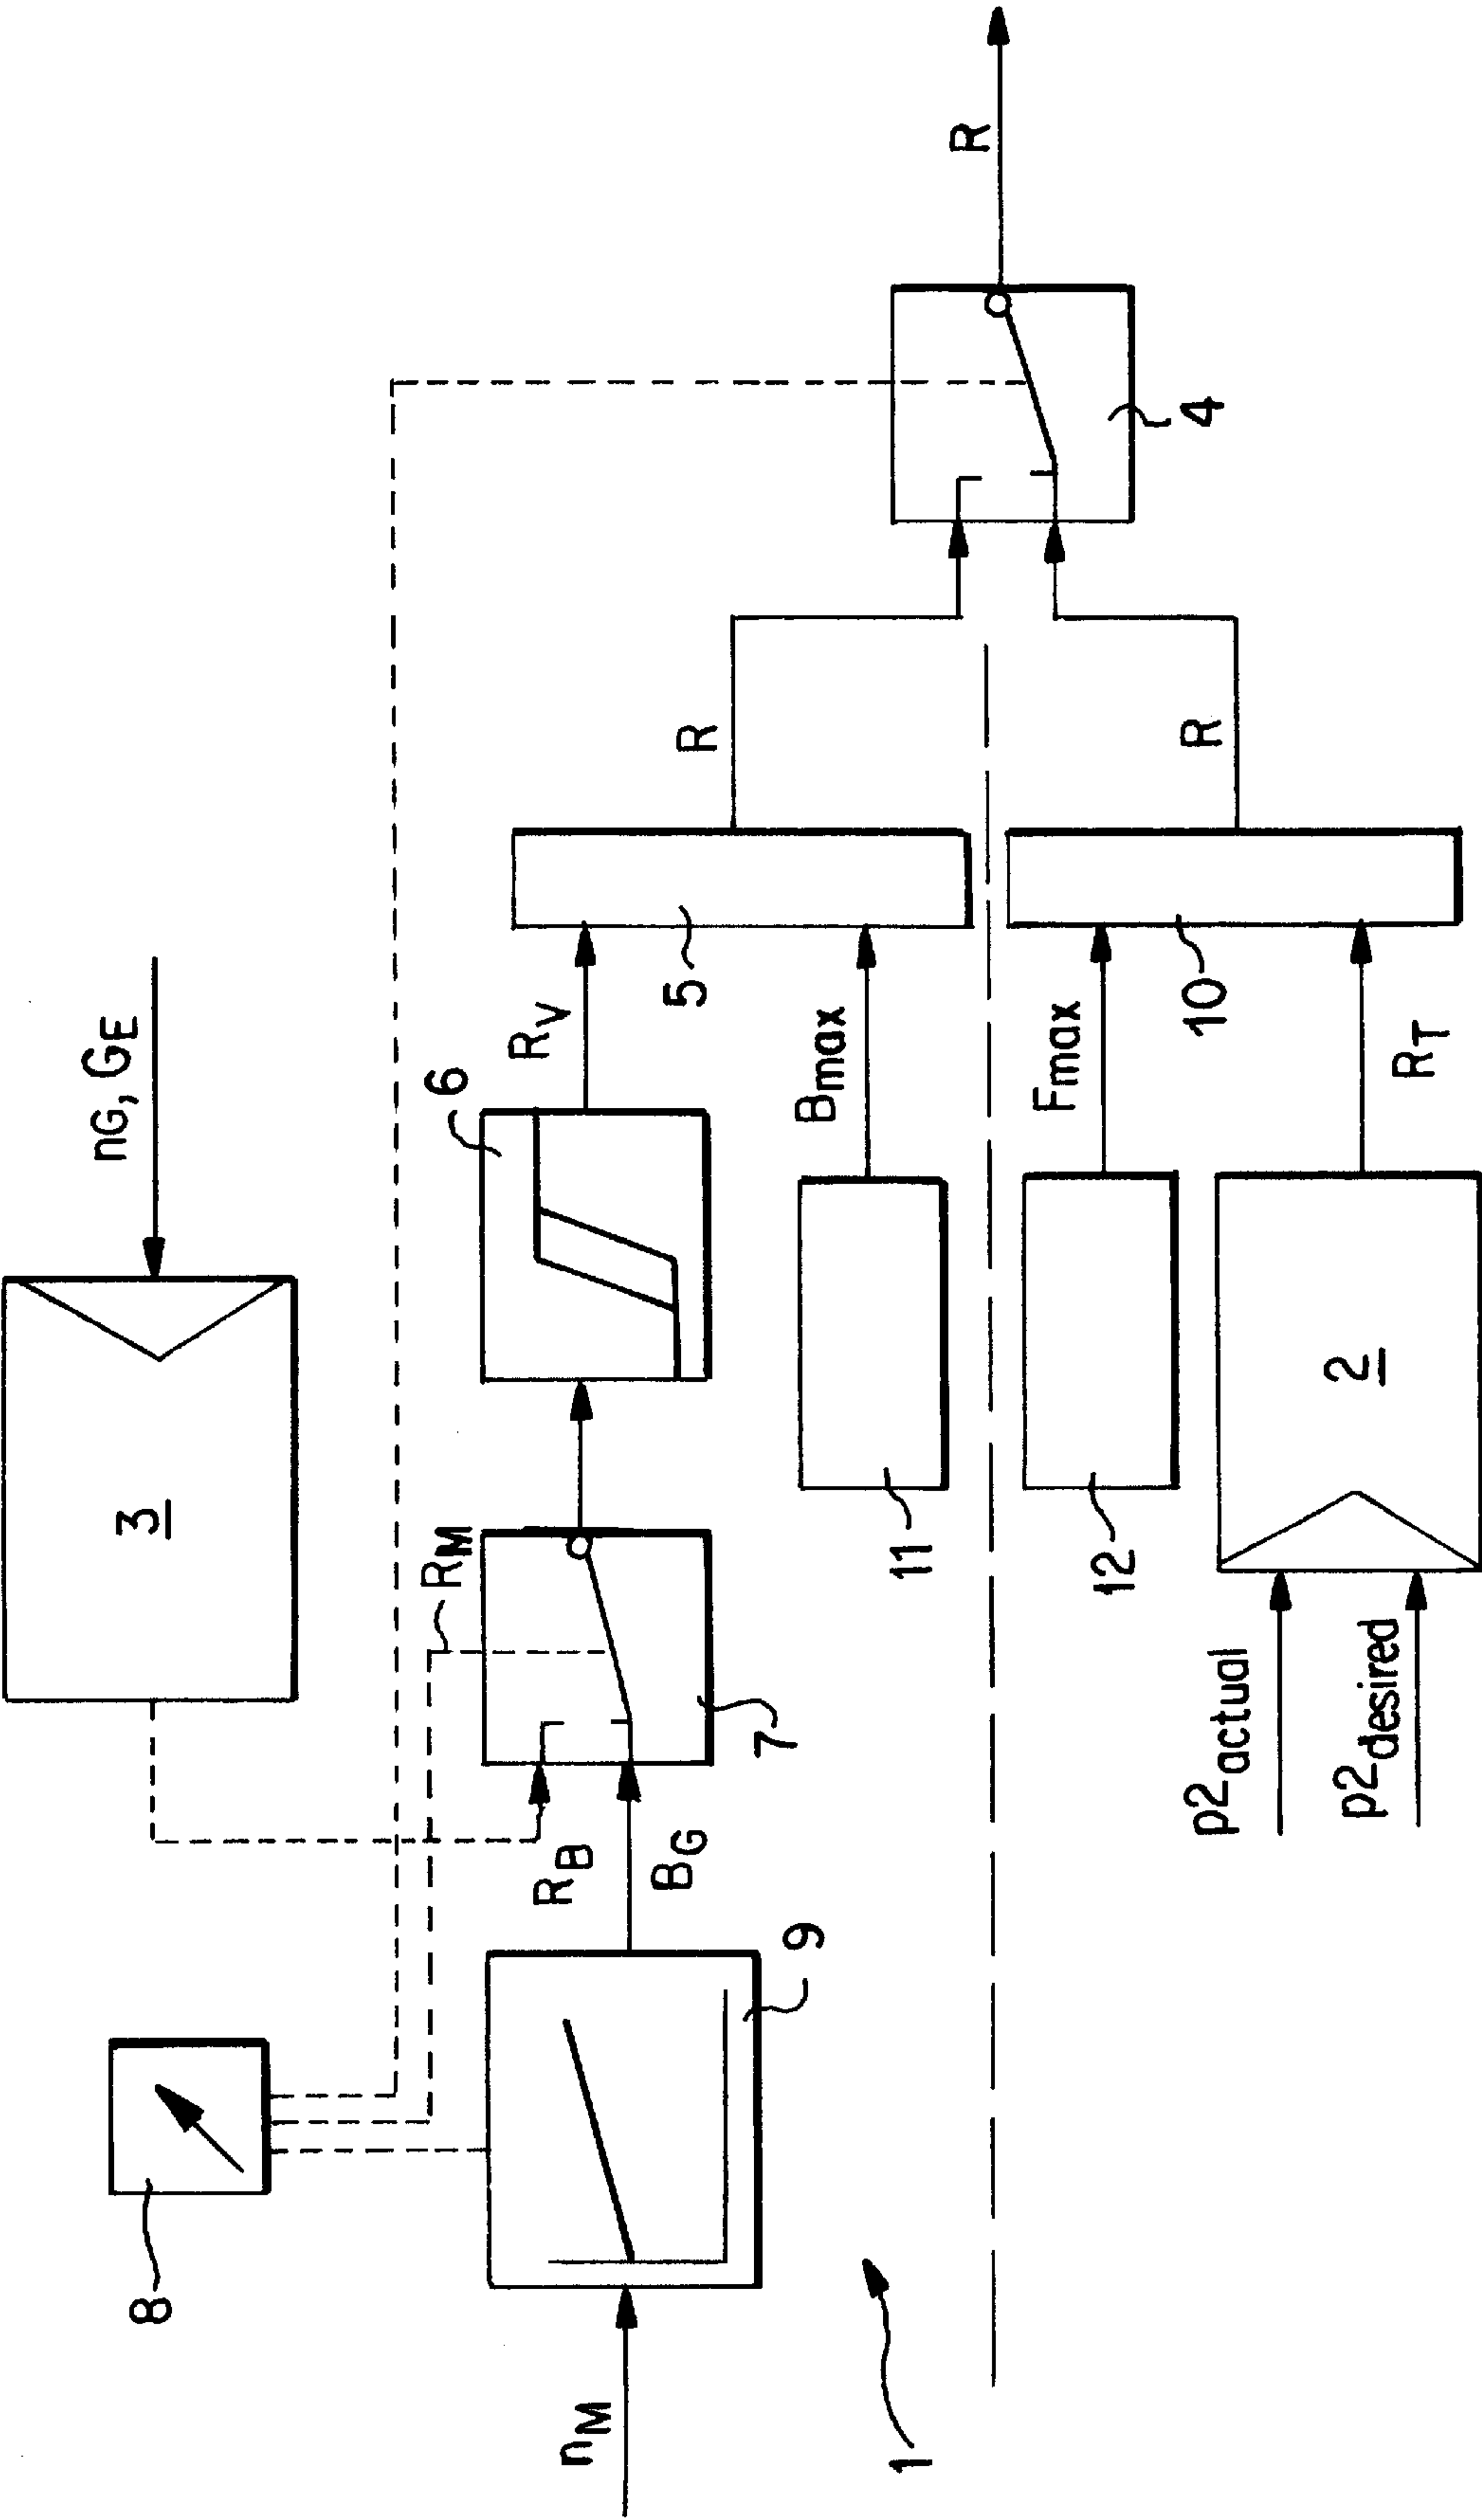 nG, GE
3
8
RM
6
RV
RB
BG
7
9
nM
1
5
Bmax
11
R
R
R
4
Fmax
10
12
RT
2
p2actual
p2desired